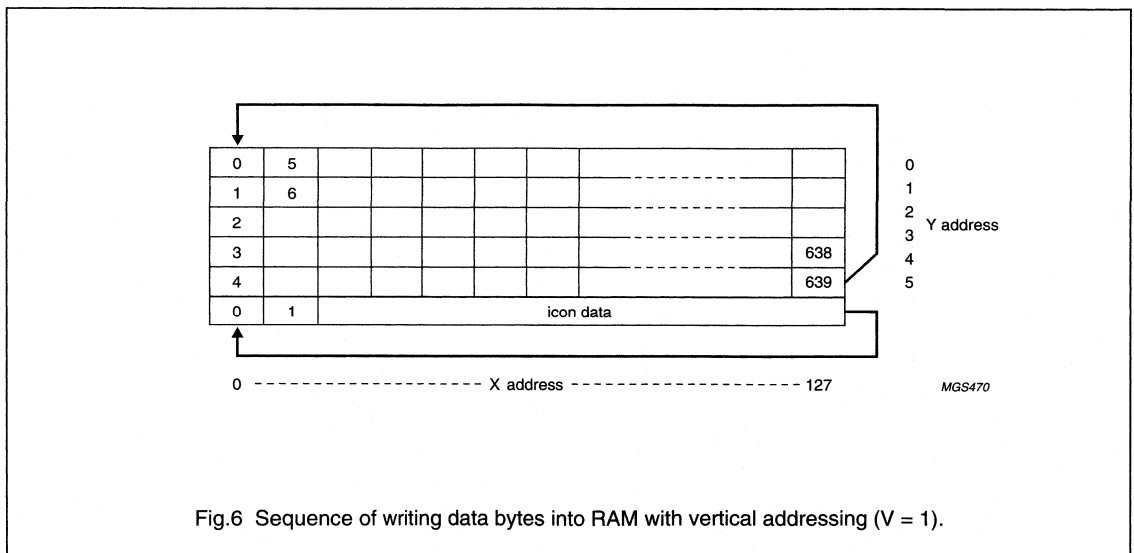 0 5 0
1 6 1
2 2
Y address
3 638 3
4 639 4
0 1 icon data 5
0 X address 127
MGS470
Fig.6 Sequence of writing data bytes into RAM with vertical addressing (V = 1).